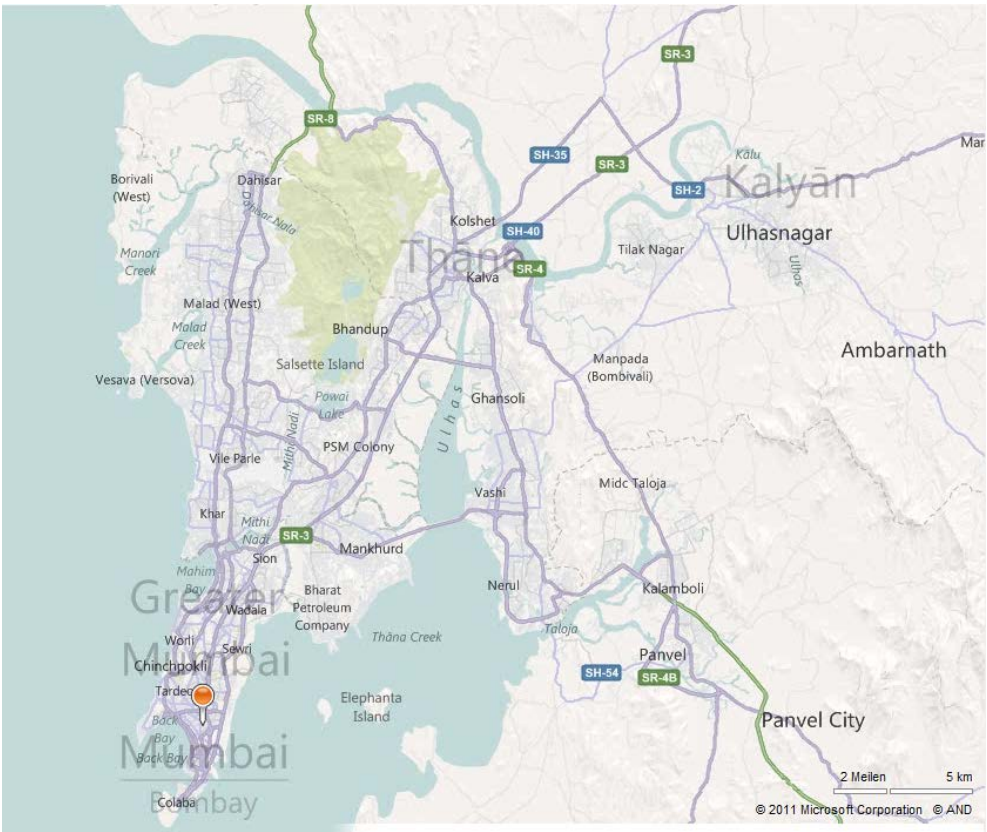 SR-3
SR-8
SH-35
Kālu
Mar
SR-3
Borivali
(West)
Dahisar
SH-2
Kalyān
Dahisar Nala
Kolshet
SH-40
Ulhasnagar
Manori
Creek
Thāne
Tilak Nagar
Kalva
SR-4
Ulhas
Malad (West)
Malad
Creek
Bhandup
Salsette Island
Manpada
(Bombivali)
Ambarnath
Vesava (Versova)
Powai
Lake
Ghansoli
Ulhas
Mithi Nadi
PSM Colony
Vile Parle
Vashi
Midc Taloja
Khar
Mithi
Nadi
SR-3
Mankhurd
Sion
Mahim
Bay
Nerul
Kalamboli
Greater
Mumbai
Wadala
Bharat
Petroleum
Company
Taloja
Worli
Sewri
Thāna Creek
Chinchpokli
Panvel
SH-54
SR-4B
Tardeo
Elephanta
Island
Back
Bay
Panvel City
Mumbai
Back Bay
Bombay
Colaba
2 Meilen
5 km
© 2011 Microsoft Corporation © AND